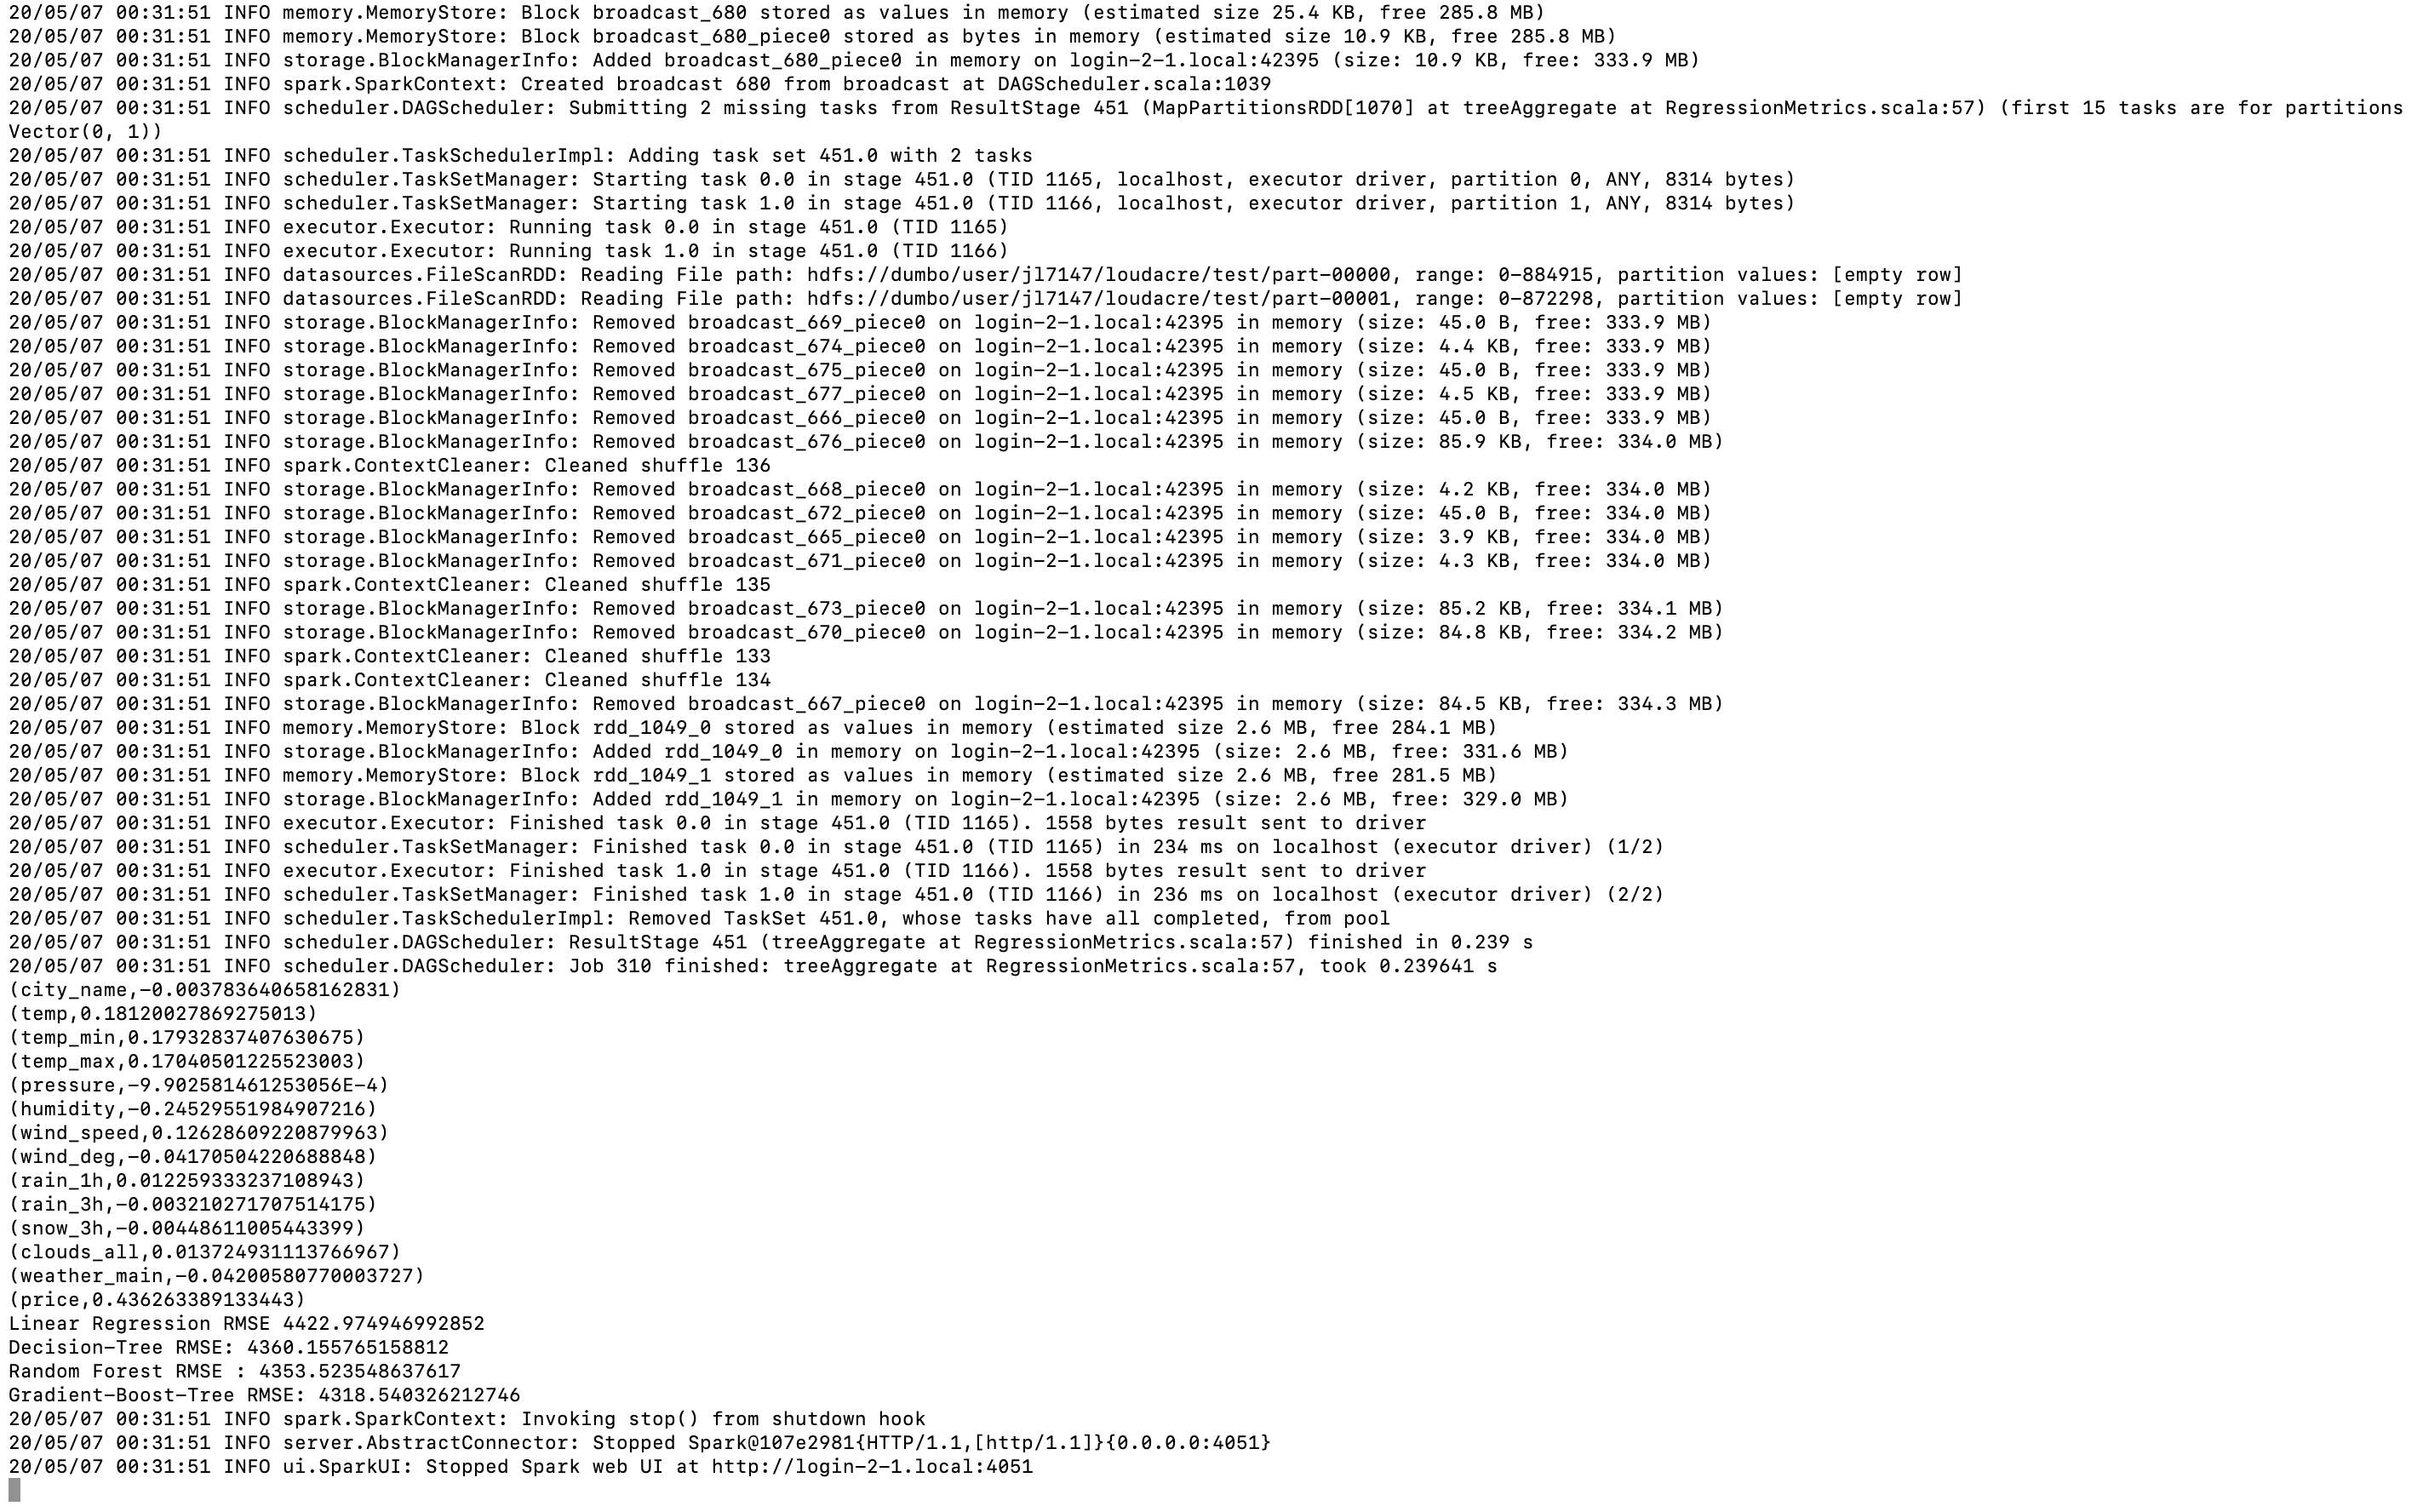 20/05/07 00:31:51 INFO memory.MemoryStore: Block broadcast_680 stored as values in memory (estimated size 25.4 KB, free 285.8 MB)
20/05/07 00:31:51 INFO memory.MemoryStore: Block broadcast_680_piece0 stored as bytes in memory (estimated size 10.9 KB, free 285.8 MB)
20/05/07 00:31:51 INFO storage.BlockManagerInfo: Added broadcast_680_piece0 in memory on login-2-1.local:42395 (size: 10.9 KB, free: 333.9 MB)
20/05/07 00:31:51 INFO spark.SparkContext: Created broadcast 680 from broadcast at DAGScheduler.scala:1039
20/05/07 00:31:51 INFO scheduler.DAGScheduler: Submitting 2 missing tasks from ResultStage 451 (MapPartitionsRDD[1070] at treeAggregate at RegressionMetrics.scala:57) (first 15 tasks are for partitions
Vector(0, 1))
20/05/07 00:31:51 INFO scheduler.TaskSchedulerImpl: Adding task set 451.0 with 2 tasks
20/05/07 00:31:51 INFO scheduler.TaskSetManager: Starting task 0.0 in stage 451.0 (TID 1165, localhost, executor driver, partition 0, ANY, 8314 bytes)
20/05/07 00:31:51 INFO scheduler.TaskSetManager: Starting task 1.0 in stage 451.0 (TID 1166, localhost, executor driver, partition 1, ANY, 8314 bytes)
20/05/07 00:31:51 INFO executor.Executor: Running task 0.0 in stage 451.0 (TID 1165)
20/05/07 00:31:51 INFO executor.Executor: Running task 1.0 in stage 451.0 (TID 1166)
20/05/07 00:31:51 INFO datasources.FileScanRDD: Reading File path: hdfs://dumbo/user/jl7147/loudacre/test/part-00000, range: 0-884915, partition values: [empty row]
20/05/07 00:31:51 INFO datasources.FileScanRDD: Reading File path: hdfs://dumbo/user/jl7147/loudacre/test/part-00001, range: 0-872298, partition values: [empty row]
20/05/07 00:31:51 INFO storage.BlockManagerInfo: Removed broadcast_669_piece0 on login-2-1.local:42395 in memory (size: 45.0 B, free: 333.9 MB)
20/05/07 00:31:51 INFO storage.BlockManagerInfo: Removed broadcast_674_piece0 on login-2-1.local:42395 in memory (size: 4.4 KB, free: 333.9 MB)
20/05/07 00:31:51 INFO storage.BlockManagerInfo: Removed broadcast_675_piece0 on login-2-1.local:42395 in memory (size: 45.0 B, free: 333.9 MB)
20/05/07 00:31:51 INFO storage.BlockManagerInfo: Removed broadcast_677_piece0 on login-2-1.local:42395 in memory (size: 4.5 KB, free: 333.9 MB)
20/05/07 00:31:51 INFO storage.BlockManagerInfo: Removed broadcast_666_piece0 on login-2-1.local:42395 in memory (size: 45.0 B, free: 333.9 MB)
20/05/07 00:31:51 INFO storage.BlockManagerInfo: Removed broadcast_676_piece0 on login-2-1.local:42395 in memory (size: 85.9 KB, free: 334.0 MB)
20/05/07 00:31:51 INFO spark.ContextCleaner: Cleaned shuffle 136
20/05/07 00:31:51 INFO storage.BlockManagerInfo: Removed broadcast_668_piece0 on login-2-1.local:42395 in memory (size: 4.2 KB, free: 334.0 MB)
20/05/07 00:31:51 INFO storage.BlockManagerInfo: Removed broadcast_672_piece0 on login-2-1.local:42395 in memory (size: 45.0 B, free: 334.0 MB)
20/05/07 00:31:51 INFO storage.BlockManagerInfo: Removed broadcast_665_piece0 on login-2-1.local:42395 in memory (size: 3.9 KB, free: 334.0 MB)
20/05/07 00:31:51 INFO storage.BlockManagerInfo: Removed broadcast_671_piece0 on login-2-1.local:42395 in memory (size: 4.3 KB, free: 334.0 MB)
20/05/07 00:31:51 INFO spark.ContextCleaner: Cleaned shuffle 135
20/05/07 00:31:51 INFO storage.BlockManagerInfo: Removed broadcast_673_piece0 on login-2-1.local:42395 in memory (size: 85.2 KB, free: 334.1 MB)
20/05/07 00:31:51 INFO storage.BlockManagerInfo: Removed broadcast_670_piece0 on login-2-1.local:42395 in memory (size: 84.8 KB, free: 334.2 MB)
20/05/07 00:31:51 INFO spark.ContextCleaner: Cleaned shuffle 133
20/05/07 00:31:51 INFO spark.ContextCleaner: Cleaned shuffle 134
20/05/07 00:31:51 INFO storage.BlockManagerInfo: Removed broadcast_667_piece0 on login-2-1.local:42395 in memory (size: 84.5 KB, free: 334.3 MB)
20/05/07 00:31:51 INFO memory.MemoryStore: Block rdd_1049_0 stored as values in memory (estimated size 2.6 MB, free 284.1 MB)
20/05/07 00:31:51 INFO storage.BlockManagerInfo: Added rdd_1049_0 in memory on login-2-1.local:42395 (size: 2.6 MB, free: 331.6 MB)
20/05/07 00:31:51 INFO memory.MemoryStore: Block rdd_1049_1 stored as values in memory (estimated size 2.6 MB, free 281.5 MB)
20/05/07 00:31:51 INFO storage.BlockManagerInfo: Added rdd_1049_1 in memory on login-2-1.local:42395 (size: 2.6 MB, free: 329.0 MB)
20/05/07 00:31:51 INFO executor.Executor: Finished task 0.0 in stage 451.0 (TID 1165). 1558 bytes result sent to driver
20/05/07 00:31:51 INFO scheduler.TaskSetManager: Finished task 0.0 in stage 451.0 (TID 1165) in 234 ms on localhost (executor driver) (1/2)
20/05/07 00:31:51 INFO executor.Executor: Finished task 1.0 in stage 451.0 (TID 1166). 1558 bytes result sent to driver
20/05/07 00:31:51 INFO scheduler.TaskSetManager: Finished task 1.0 in stage 451.0 (TID 1166) in 236 ms on localhost (executor driver) (2/2)
20/05/07 00:31:51 INFO scheduler.TaskSchedulerImpl: Removed TaskSet 451.0, whose tasks have all completed, from pool
20/05/07 00:31:51 INFO scheduler.DAGScheduler: ResultStage 451 (treeAggregate at RegressionMetrics.scala:57) finished in 0.239 s
20/05/07 00:31:51 INFO scheduler.DAGScheduler: Job 310 finished: treeAggregate at RegressionMetrics.scala:57, took 0.239641 s
(city_name,-0.003783640658162831)
(temp,0.18120027869275013)
(temp_min,0.17932837407630675)
(temp_max,0.17040501225523003)
(pressure,-9.902581461253056E-4)
(humidity,-0.24529551984907216)
(wind_speed,0.12628609220879963)
(wind_deg,-0.04170504220688848)
(rain_1h,0.012259333237108943)
(rain_3h,-0.003210271707514175)
(snow_3h,-0.00448611005443399)
(clouds_all,0.013724931113766967)
(weather_main,-0.04200580770003727)
(price,0.436263389133443)
Linear Regression RMSE 4422.974946992852
Decision-Tree RMSE: 4360.155765158812
Random Forest RMSE : 4353.523548637617
Gradient-Boost-Tree RMSE: 4318.540326212746
20/05/07 00:31:51 INFO spark.SparkContext: Invoking stop() from shutdown hook
20/05/07 00:31:51 INFO server.AbstractConnector: Stopped Spark@107e2981{HTTP/1.1,[http/1.1]}{0.0.0.0:4051}
20/05/07 00:31:51 INFO ui.SparkUI: Stopped Spark web UI at http://login-2-1.local:4051